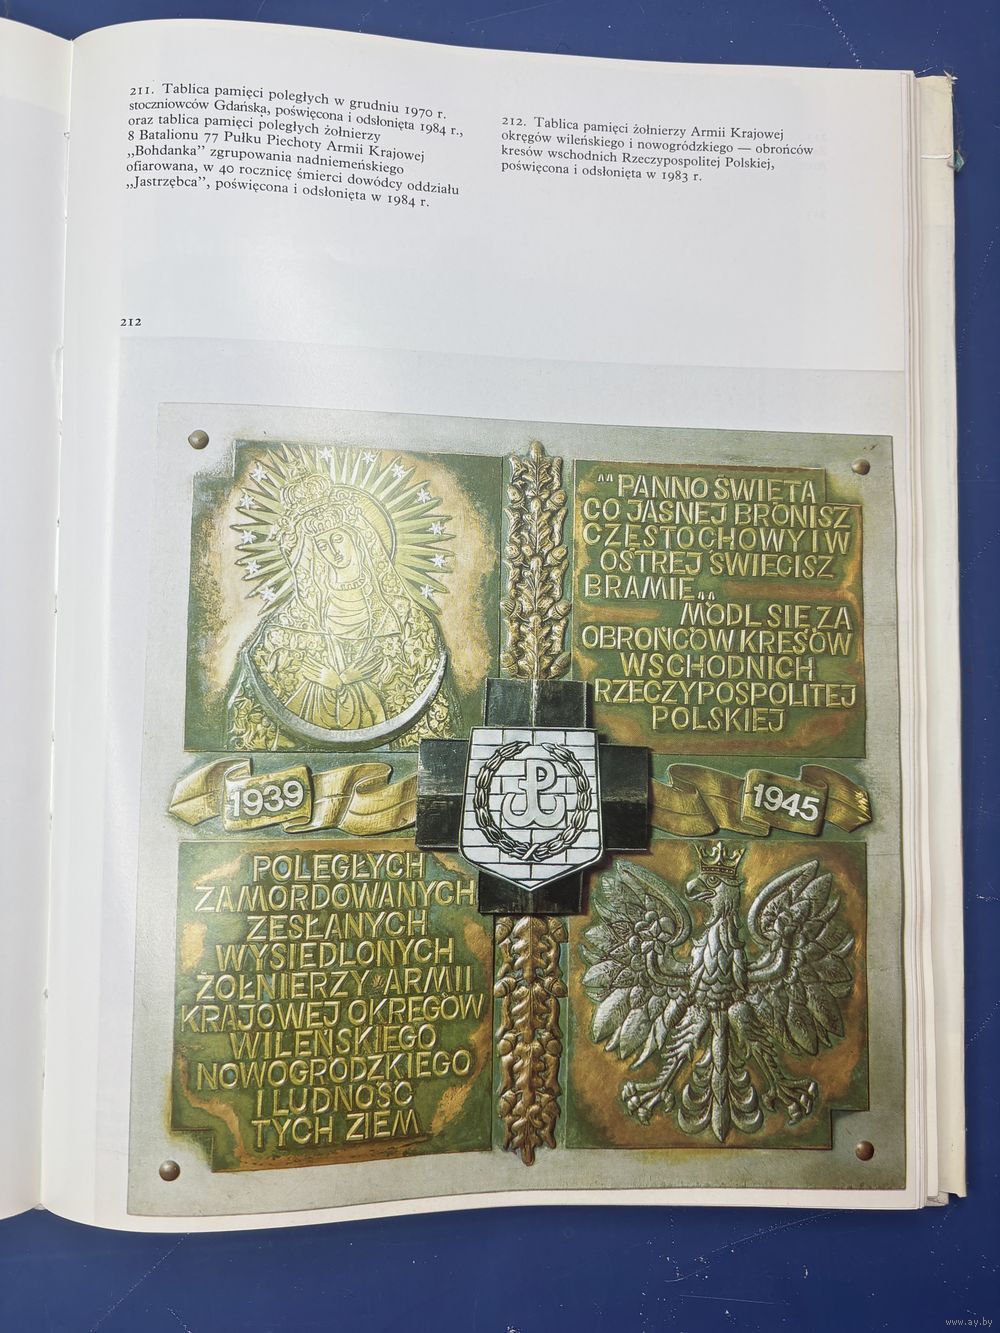 211. Tablica pamięci poległych w grudniu 1970 r.
stoczniowców Gdańska, poświęcona i odsłonięta 1984 r.,
oraz tablica pamięci poległych żołnierzy
8 Batalionu 77 Pułku Piechoty Armii Krajowej
„Bohdanka” zgrupowania nadniemeńskiego
ofiarowana, w 40 rocznicę śmierci dowódcy oddziału
„Jastrzębca”, poświęcona i odsłonięta w 1984 r.
212. Tablica pamięci żołnierzy Armii Krajowej
okręgów wileńskiego i nowogródzkiego — obrońców
kresów wschodnich Rzeczypospolitej Polskiej,
poświęcona i odsłonięta w 1983 r.
212
"PANNO ŚWIĘTA
CO JASNEJ BRONISZ
CZĘSTOCHOWY I W
OSTREJ ŚWIECISZ
BRAMIE"
MÓDL SIĘ ZA
OBROŃCÓW KRESÓW
WSCHODNICH
RZECZYPOSPOLITEJ
POLSKIEJ
1939
1945
POLEGŁYCH
ZAMORDOWANYCH
ZESŁANYCH
WYSIEDLONYCH
ŻOŁNIERZY ARMII
KRAJOWEJ OKRĘGÓW
WILEŃSKIEGO
NOWOGRÓDZKIEGO
I LUDNOŚĆ
TYCH ZIEM
www.ay.by